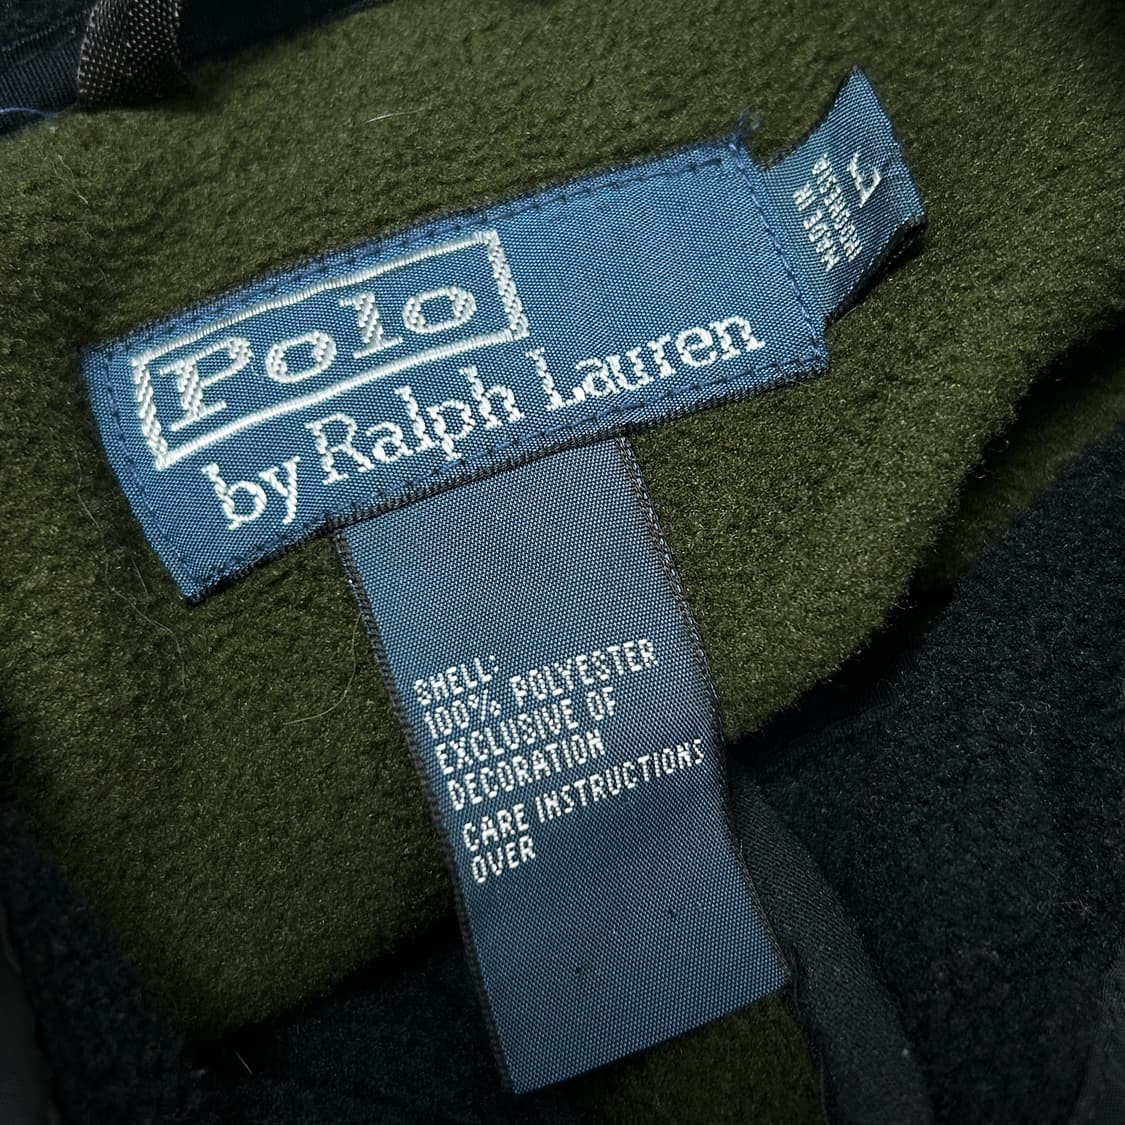 Polo
by Ralph Lauren
L
SHELL:
100% POLYESTER
EXCLUSIVE OF
DECORATION
CARE INSTRUCTIONS
OVER